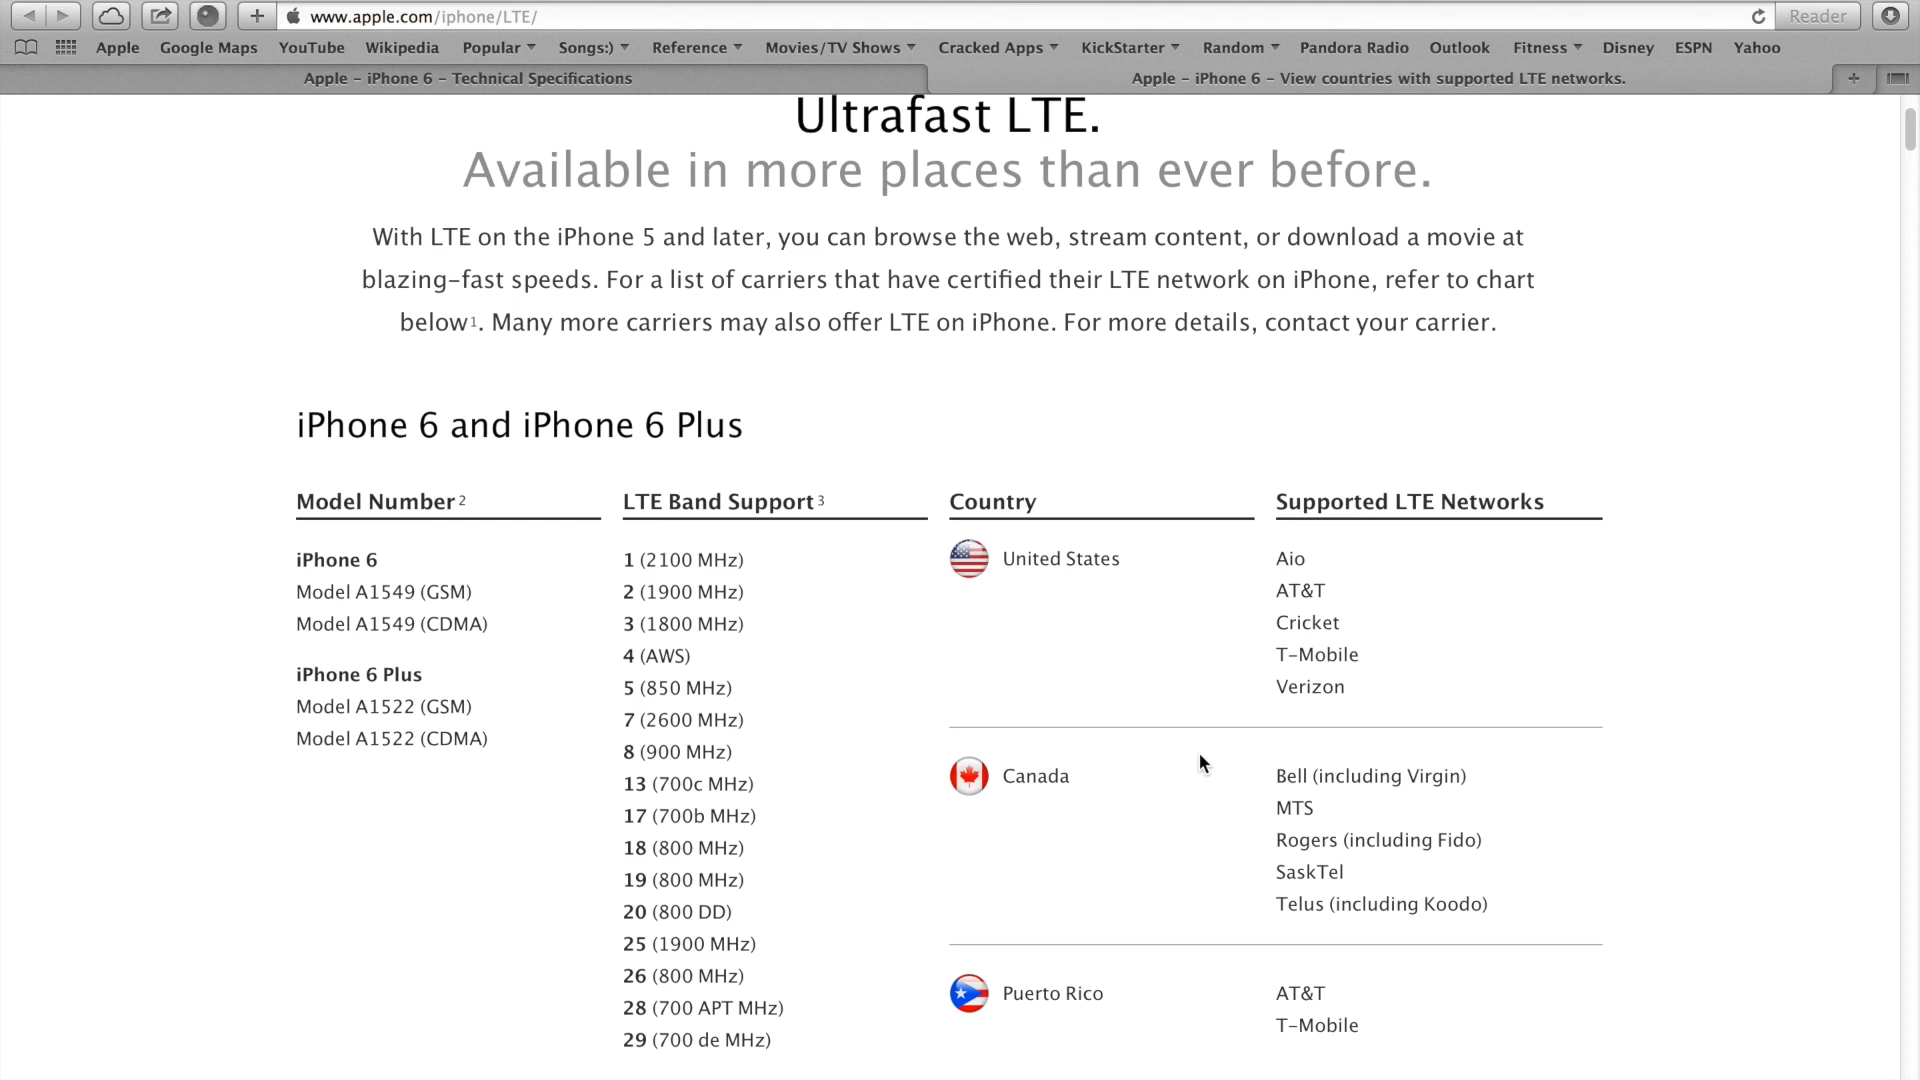 www.apple.com/iphone/LTE/
Reader
Apple Google Maps YouTube Wikipedia Popular Songs:) Reference Movies/TV Shows Cracked Apps KickStarter Random Pandora Radio Outlook Fitness Disney ESPN Yahoo
Apple – iPhone 6 – Technical Specifications
Apple – iPhone 6 – View countries with supported LTE networks.
Ultrafast LTE.
Available in more places than ever before.
With LTE on the iPhone 5 and later, you can browse the web, stream content, or download a movie at
blazing–fast speeds. For a list of carriers that have certified their LTE network on iPhone, refer to chart
below1. Many more carriers may also offer LTE on iPhone. For more details, contact your carrier.
iPhone 6 and iPhone 6 Plus
Model Number 2
iPhone 6
Model A1549 (GSM)
Model A1549 (CDMA)
iPhone 6 Plus
Model A1522 (GSM)
Model A1522 (CDMA)
LTE Band Support 3
1 (2100 MHz)
2 (1900 MHz)
3 (1800 MHz)
4 (AWS)
5 (850 MHz)
7 (2600 MHz)
8 (900 MHz)
13 (700c MHz)
17 (700b MHz)
18 (800 MHz)
19 (800 MHz)
20 (800 DD)
25 (1900 MHz)
26 (800 MHz)
28 (700 APT MHz)
29 (700 de MHz)
Country
Supported LTE Networks
United States
Aio
AT&T
Cricket
T–Mobile
Verizon
Canada
Bell (including Virgin)
MTS
Rogers (including Fido)
SaskTel
Telus (including Koodo)
Puerto Rico
AT&T
T–Mobile